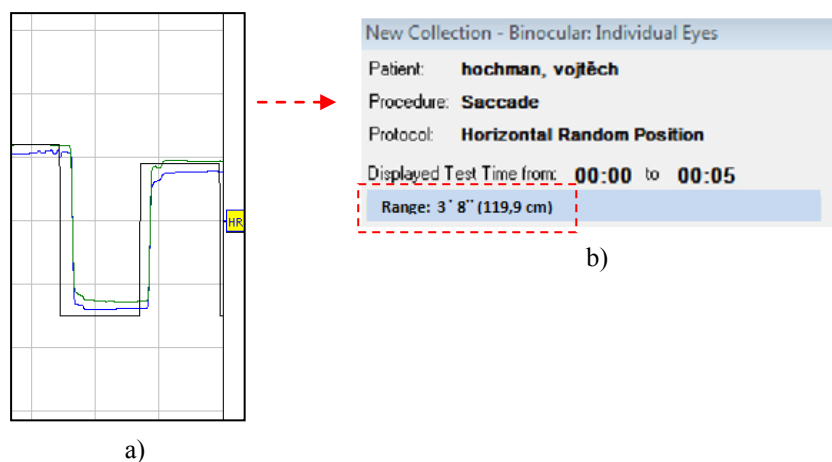 HR
a)
New Collection - Binocular: Individual Eyes
Patient: hochman, vojtěch
Procedure: Saccade
Protocol: Horizontal Random Position
Displayed Test Time from: 00:00 to 00:05
Range: 3 ' 8'' (119,9 cm)
b)